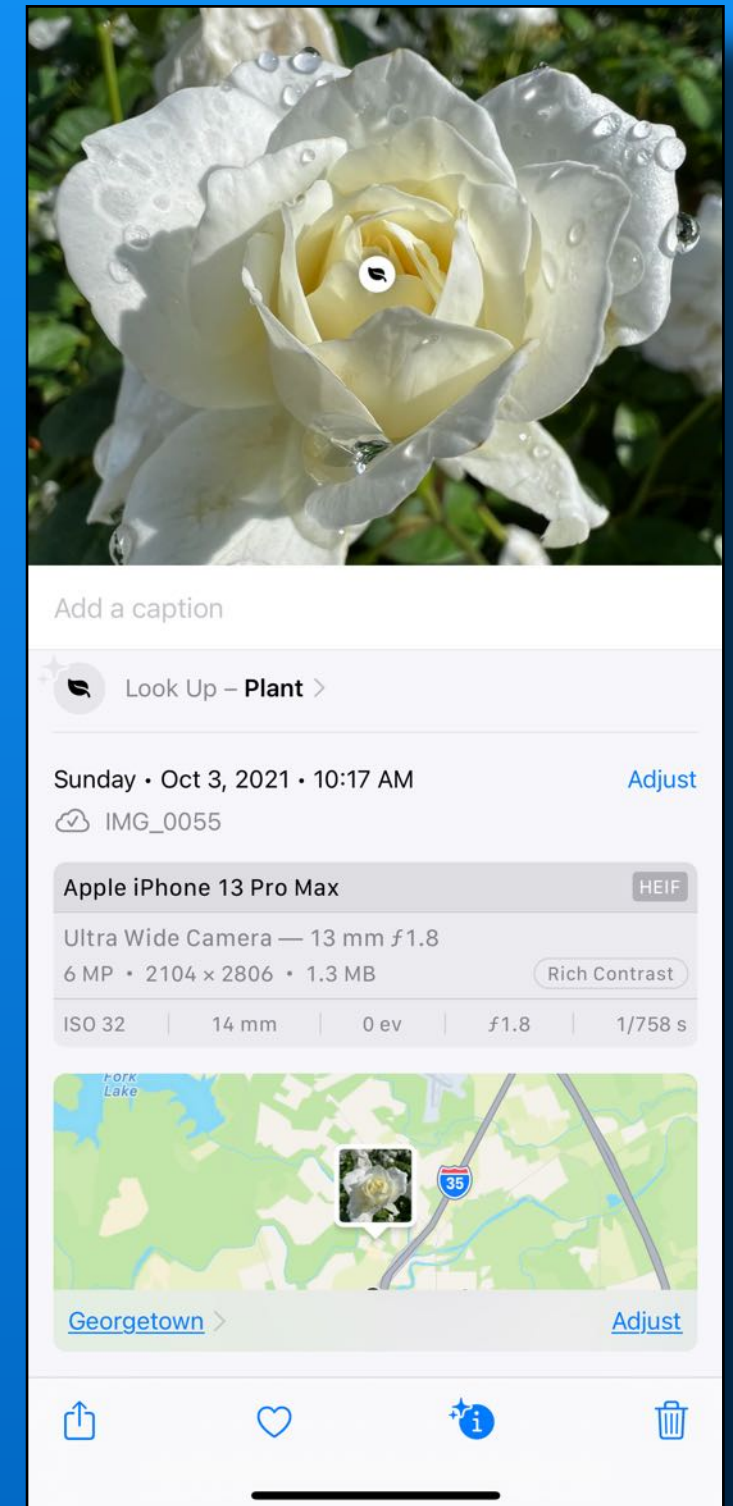 Add a caption
Look Up – Plant
Sunday • Oct 3, 2021 • 10:17 AM Adjust
IMG_0055
Apple iPhone 13 Pro Max HEIF
Ultra Wide Camera — 13 mm ƒ1.8
6 MP • 2104 × 2806 • 1.3 MB Rich Contrast
ISO 32 14 mm 0 ev ƒ1.8 1/758 s
Fork
Lake
35
Georgetown Adjust